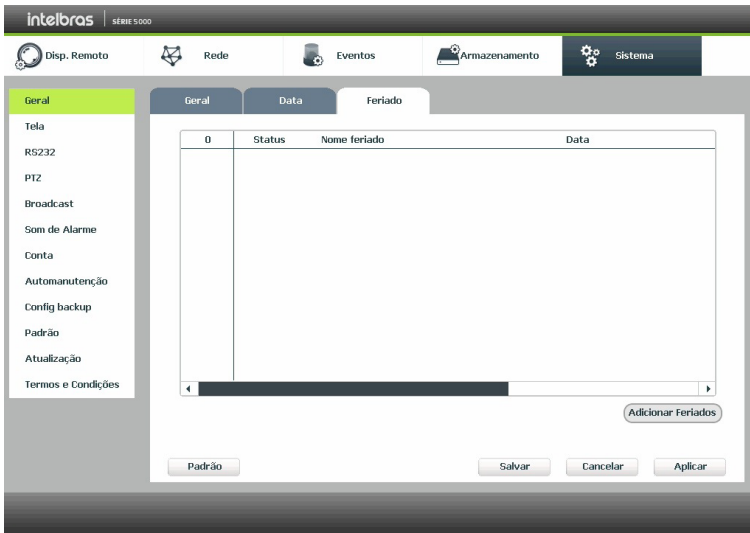 intelbras SÉRIE 5000
Disp. Remoto Rede Eventos Armazenamento Sistema
Geral
Tela
RS232
PTZ
Broadcast
Som de Alarme
Conta
Automanutenção
Config backup
Padrão
Atualização
Termos e Condições
Geral Data Feriado
0 Status Nome feriado Data
Adicionar Feriados
Padrão Salvar Cancelar Aplicar